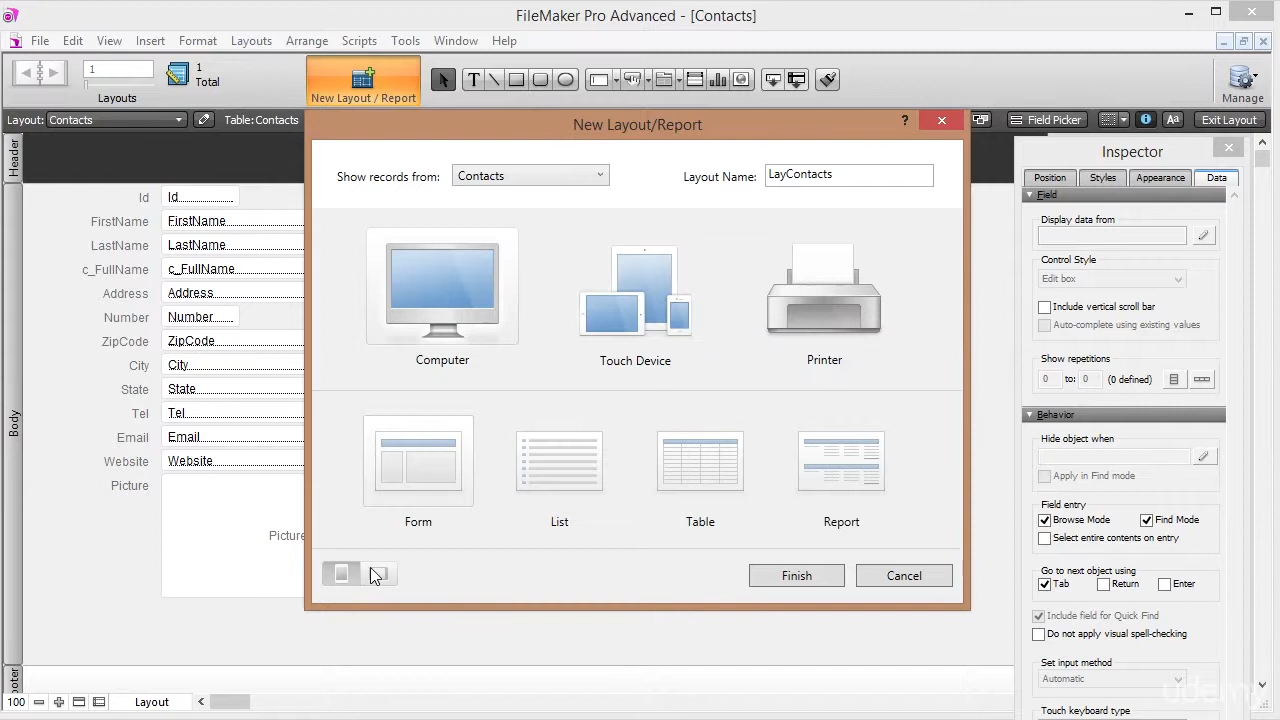 FileMaker Pro Advanced - [Contacts]
File Edit View Insert Format Layouts Arrange Scripts Tools Window Help
1
1
Total
Layouts
New Layout / Report
T
Manage
Layout: Contacts
Table: Contacts
Field Picker
Aa
Exit Layout
Header
Body
ooter
Id
Id
FirstName
FirstName
LastName
LastName
c_FullName
c_FullName
Address
Address
Number
Number
ZipCode
ZipCode
City
City
State
State
Tel
Tel
Email
Email
Website
Website
Picture
Picture
New Layout/Report
?
Show records from:
Contacts
Layout Name:
LayContacts
Computer
Touch Device
Printer
Form
List
Table
Report
Finish
Cancel
Inspector
Position Styles Appearance Data
Field
Display data from
Control Style
Edit box
Include vertical scroll bar
Auto-complete using existing values
Show repetitions
0 to: 0 (0 defined)
Behavior
Hide object when
Apply in Find mode
Field entry
Browse Mode
Find Mode
Select entire contents on entry
Go to next object using
Tab
Return
Enter
Include field for Quick Find
Do not apply visual spell-checking
Set input method
Automatic
Touch keyboard type
100
Layout
udemy